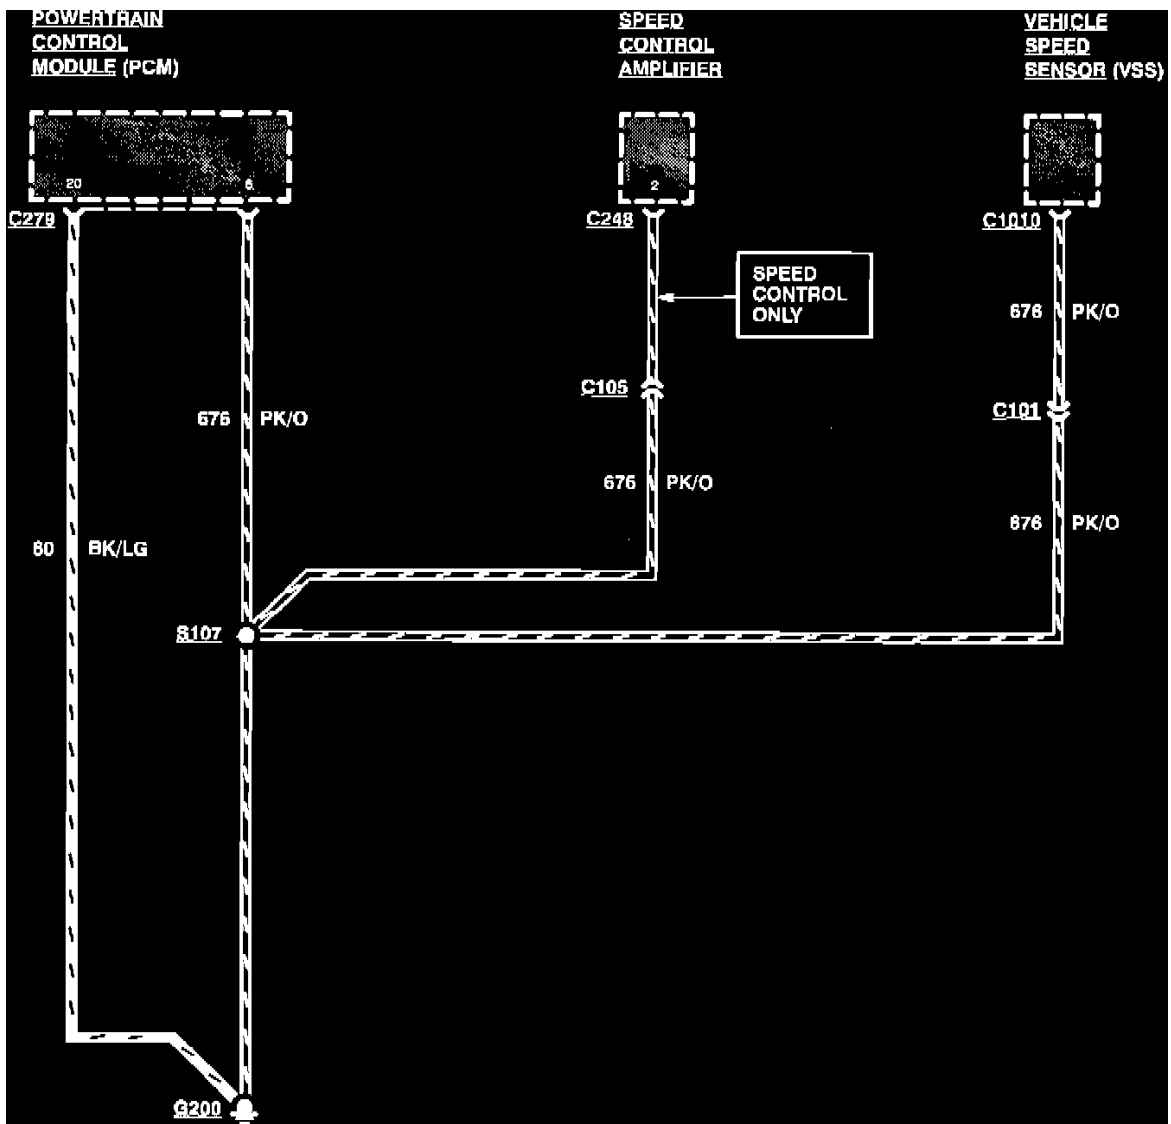 POWERTRAIN
CONTROL
MODULE (PCM)
SPEED
CONTROL
AMPLIFIER
VEHICLE
SPEED
SENSOR (VSS)
20
6
2
C279
C248
C1010
SPEED
CONTROL
ONLY
676 PK/O
C105
C101
676 PK/O
676 PK/O
676 PK/O
60 BK/LG
S107
G200